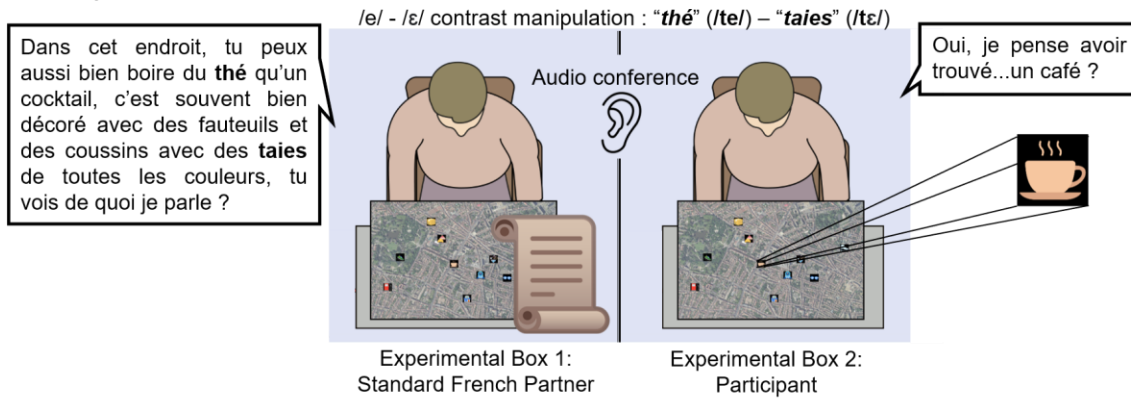 /e/ - /ɛ/ contrast manipulation : “thé” (/te/) – “taies” (/tɛ/)
Dans cet endroit, tu peux
aussi bien boire du thé qu’un
cocktail, c’est souvent bien
décoré avec des fauteuils et
des coussins avec des taies
de toutes les couleurs, tu
vois de quoi je parle ?
Audio conference
Oui, je pense avoir
trouvé...un café ?
Experimental Box 1:
Standard French Partner
Experimental Box 2:
Participant